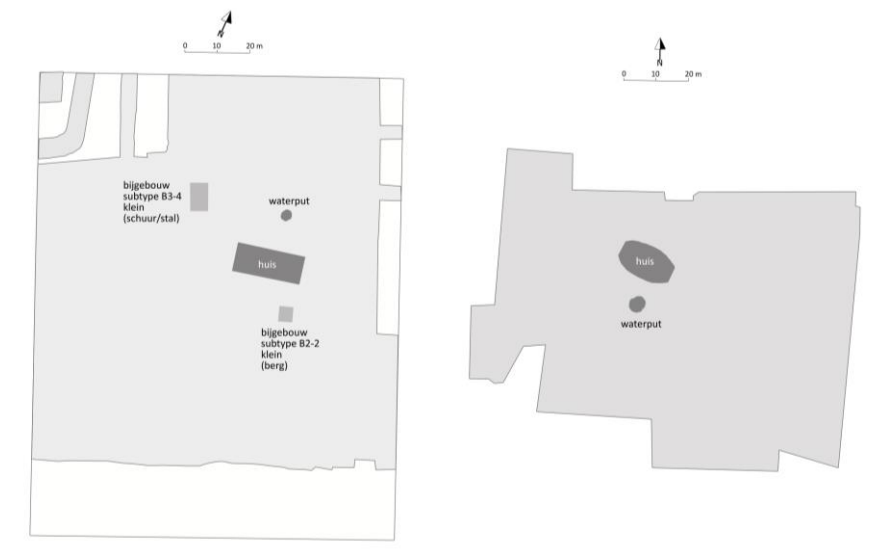 N
0 10 20 m
bijgebouw
subtype B3-4
klein
(schuur/stal)
waterput
huis
bijgebouw
subtype B2-2
klein
(berg)
N
0 10 20 m
huis
waterput